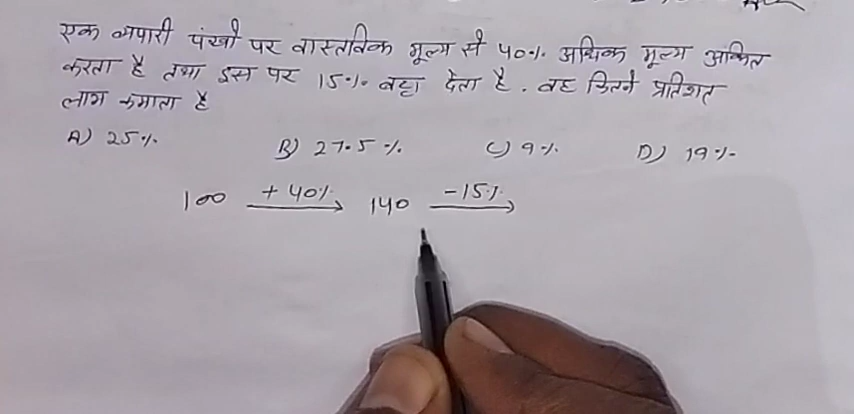 एक व्यपारी पंखों पर वास्तविक मूल्य से 40% अधिक मूल्य अंकित
करता है तथा इस पर 15% बट्टा देता है . वह कितने प्रतिशत
लाभ कमाता है
A) 25% B) 27.5% C) 9% D) 19%
100 +40% 140 -15%